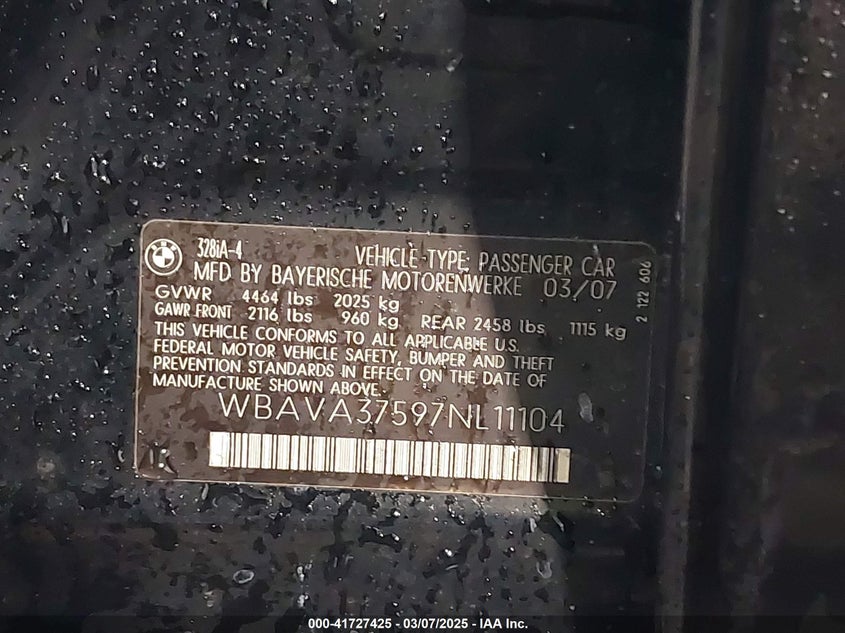 BMW
328iA-4
VEHICLE-TYPE: PASSENGER CAR
MFD BY BAYERISCHE MOTORENWERKE 03/07
GVWR 4464 lbs 2025 kg
GAWR FRONT 2116 lbs 960 kg REAR 2458 lbs 1115 kg
THIS VEHICLE CONFORMS TO ALL APPLICABLE U.S.
FEDERAL MOTOR VEHICLE SAFETY, BUMPER AND THEFT
PREVENTION STANDARDS IN EFFECT ON THE DATE OF
MANUFACTURE SHOWN ABOVE.
WBAVA37597NL11104
2 122 606
000-41727425 - 03/07/2025 - IAA Inc.